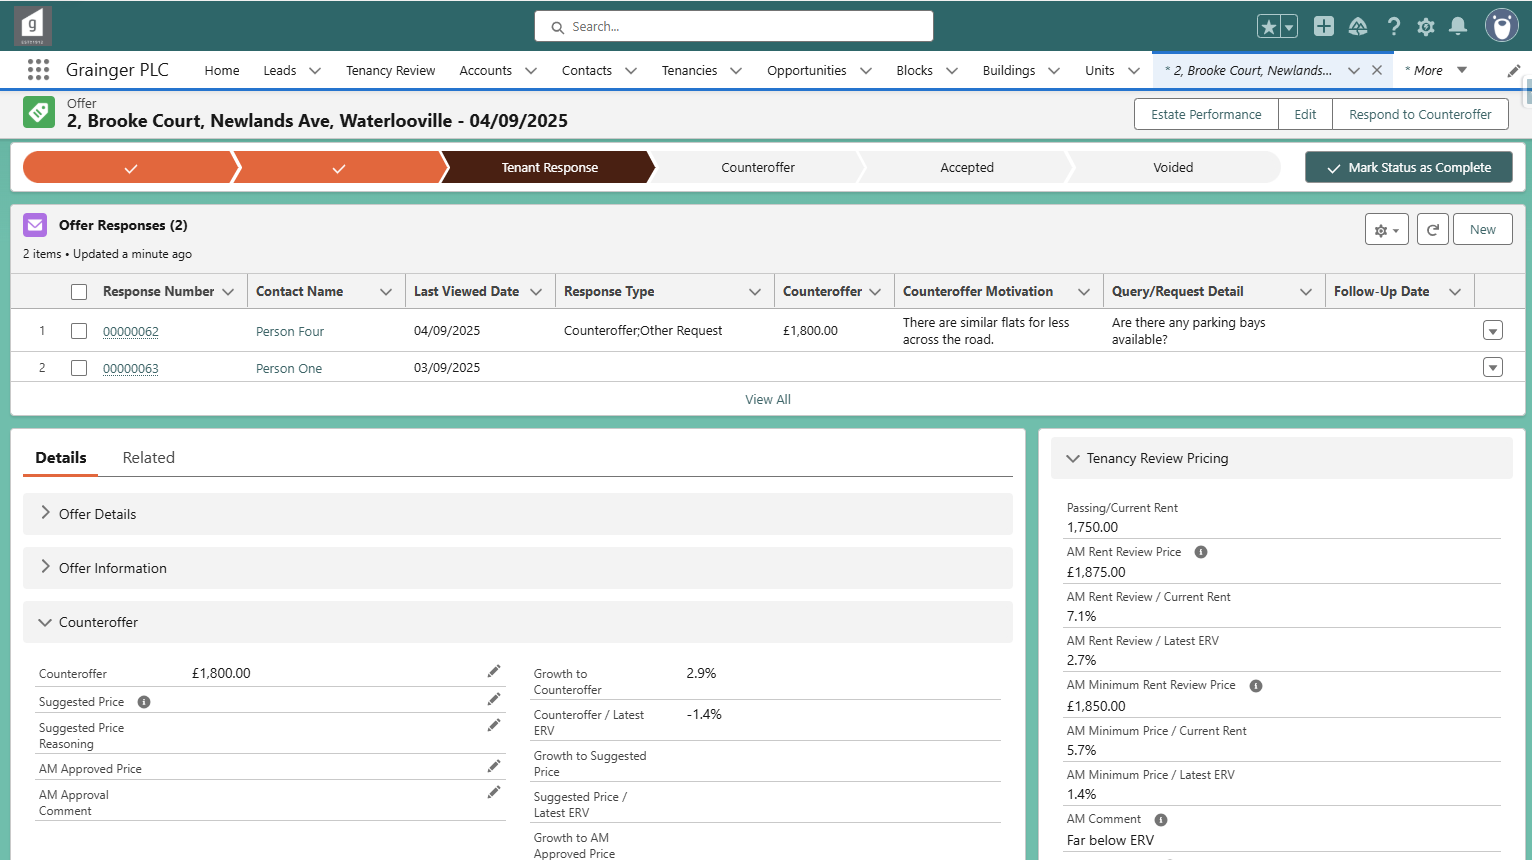 g
Search...
Grainger PLC
Home
Leads
Tenancy Review
Accounts
Contacts
Tenancies
Opportunities
Blocks
Buildings
Units
* 2, Brooke Court, Newlands...
* More
Offer
2, Brooke Court, Newlands Ave, Waterlooville - 04/09/2025
Estate Performance
Edit
Respond to Counteroffer
Tenant Response
Counteroffer
Accepted
Voided
Mark Status as Complete
Offer Responses (2)
2 items • Updated a minute ago
New
Response Number
Contact Name
Last Viewed Date
Response Type
Counteroffer
Counteroffer Motivation
Query/Request Detail
Follow-Up Date
1
00000062
Person Four
04/09/2025
Counteroffer;Other Request
£1,800.00
There are similar flats for less
across the road.
Are there any parking bays
available?
2
00000063
Person One
03/09/2025
View All
Details
Related
Offer Details
Offer Information
Counteroffer
Counteroffer
£1,800.00
Suggested Price
Suggested Price
Reasoning
AM Approved Price
AM Approval
Comment
Growth to
Counteroffer
2.9%
Counteroffer / Latest
ERV
-1.4%
Growth to Suggested
Price
Suggested Price /
Latest ERV
Growth to AM
Approved Price
Tenancy Review Pricing
Passing/Current Rent
1,750.00
AM Rent Review Price
£1,875.00
AM Rent Review / Current Rent
7.1%
AM Rent Review / Latest ERV
2.7%
AM Minimum Rent Review Price
£1,850.00
AM Minimum Price / Current Rent
5.7%
AM Minimum Price / Latest ERV
1.4%
AM Comment
Far below ERV